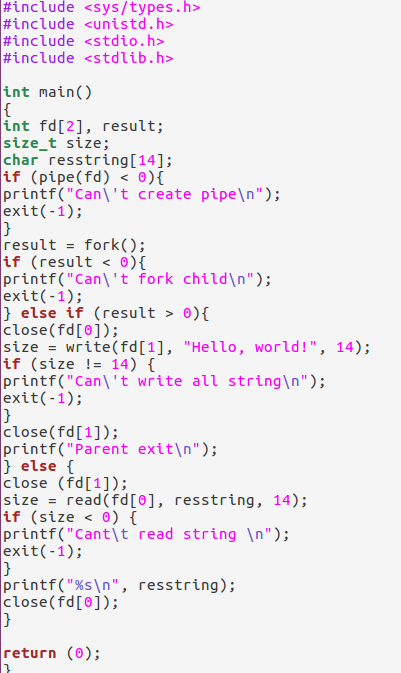 #include <sys/types.h>
#include <unistd.h>
#include <stdio.h>
#include <stdlib.h>
int main()
{
int fd[2], result;
size_t size;
char resstring[14];
if (pipe(fd) < 0){
printf("Can\'t create pipe\n");
exit(-1);
}
result = fork();
if (result < 0){
printf("Can\'t fork child\n");
exit(-1);
} else if (result > 0){
close(fd[0]);
size = write(fd[1], "Hello, world!", 14);
if (size != 14) {
printf("Can\'t write all string\n");
exit(-1);
}
close(fd[1]);
printf("Parent exit\n");
} else {
close (fd[1]);
size = read(fd[0], resstring, 14);
if (size < 0) {
printf("Cant\t read string \n");
exit(-1);
}
printf("%s\n", resstring);
close(fd[0]);
}
return (0);
}